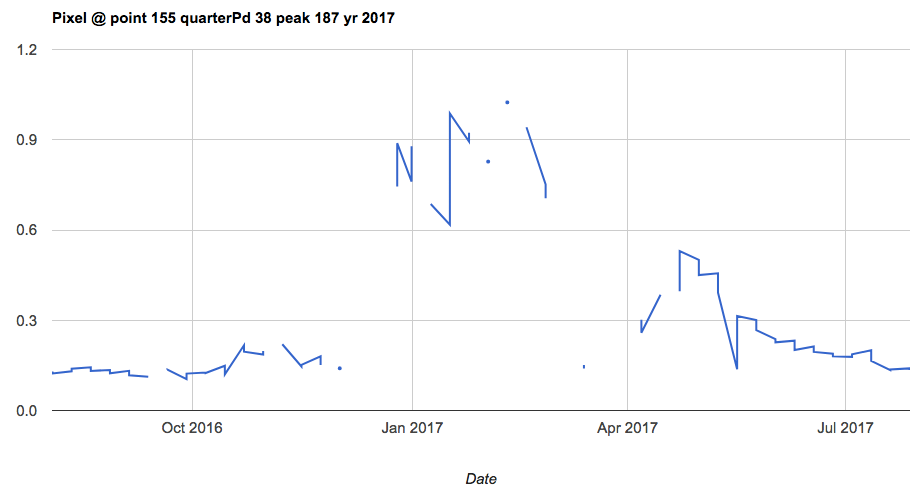 Pixel @ point 155 quarterPd 38 peak 187 yr 2017
1.2
0.9
0.6
0.3
0.0
Oct 2016 Jan 2017 Apr 2017 Jul 2017
Date